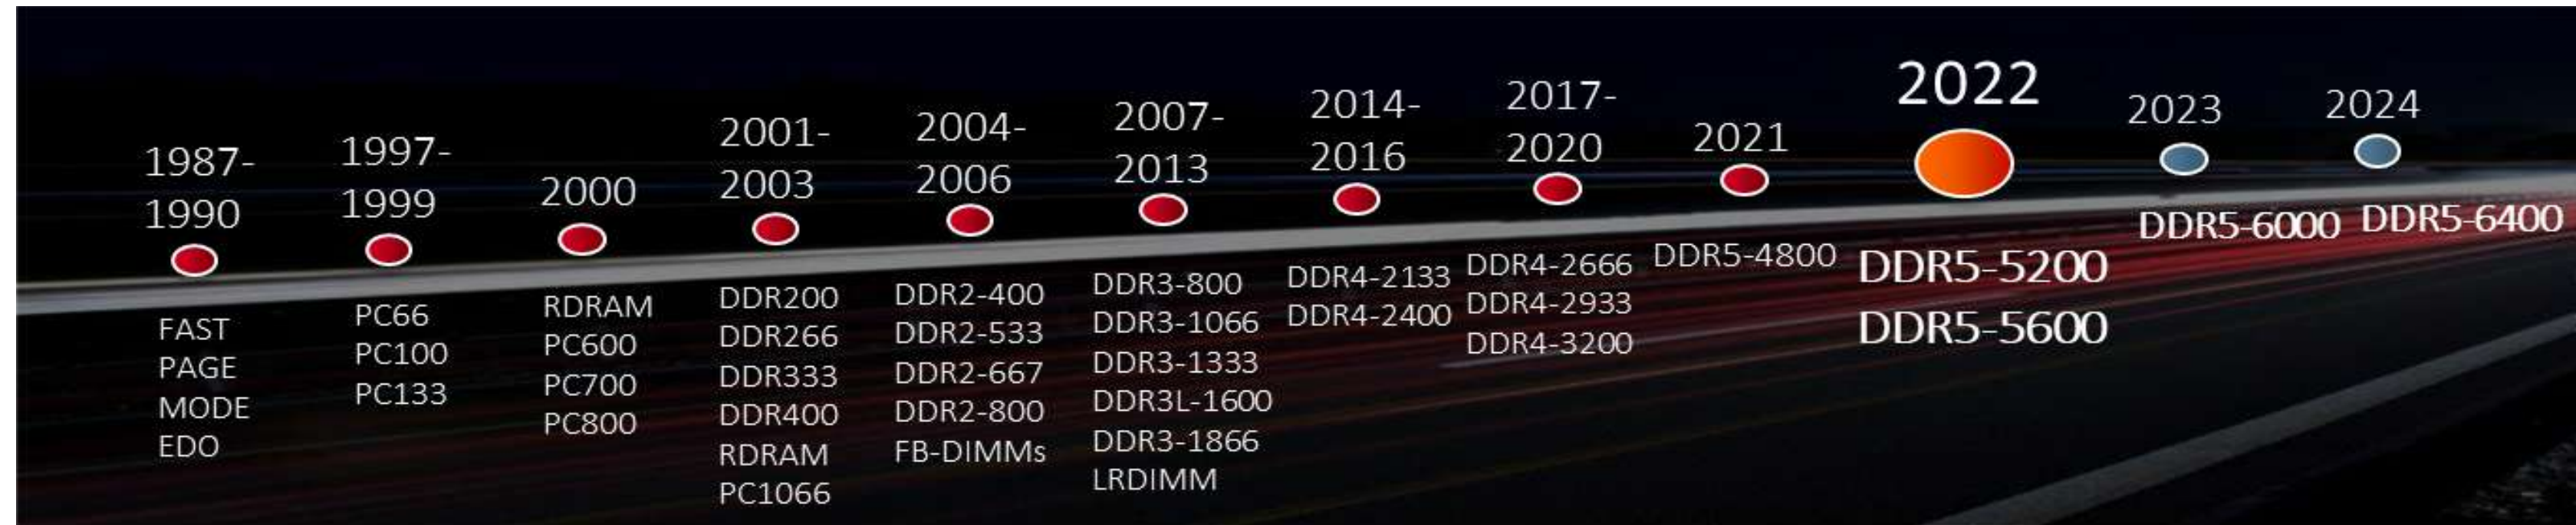 1987-
1990
FAST
PAGE
MODE
EDO
1997-
1999
PC66
PC100
PC133
2000
RDRAM
PC600
PC700
PC800
2001-
2003
DDR200
DDR266
DDR333
DDR400
RDRAM
PC1066
2004-
2006
DDR2-400
DDR2-533
DDR2-667
DDR2-800
FB-DIMMs
2007-
2013
DDR3-800
DDR3-1066
DDR3-1333
DDR3L-1600
DDR3-1866
LRDIMM
2014-
2016
DDR4-2133
DDR4-2400
2017-
2020
DDR4-2666
DDR4-2933
DDR4-3200
2021
DDR5-4800
2022
DDR5-5200
DDR5-5600
2023
DDR5-6000
2024
DDR5-6400